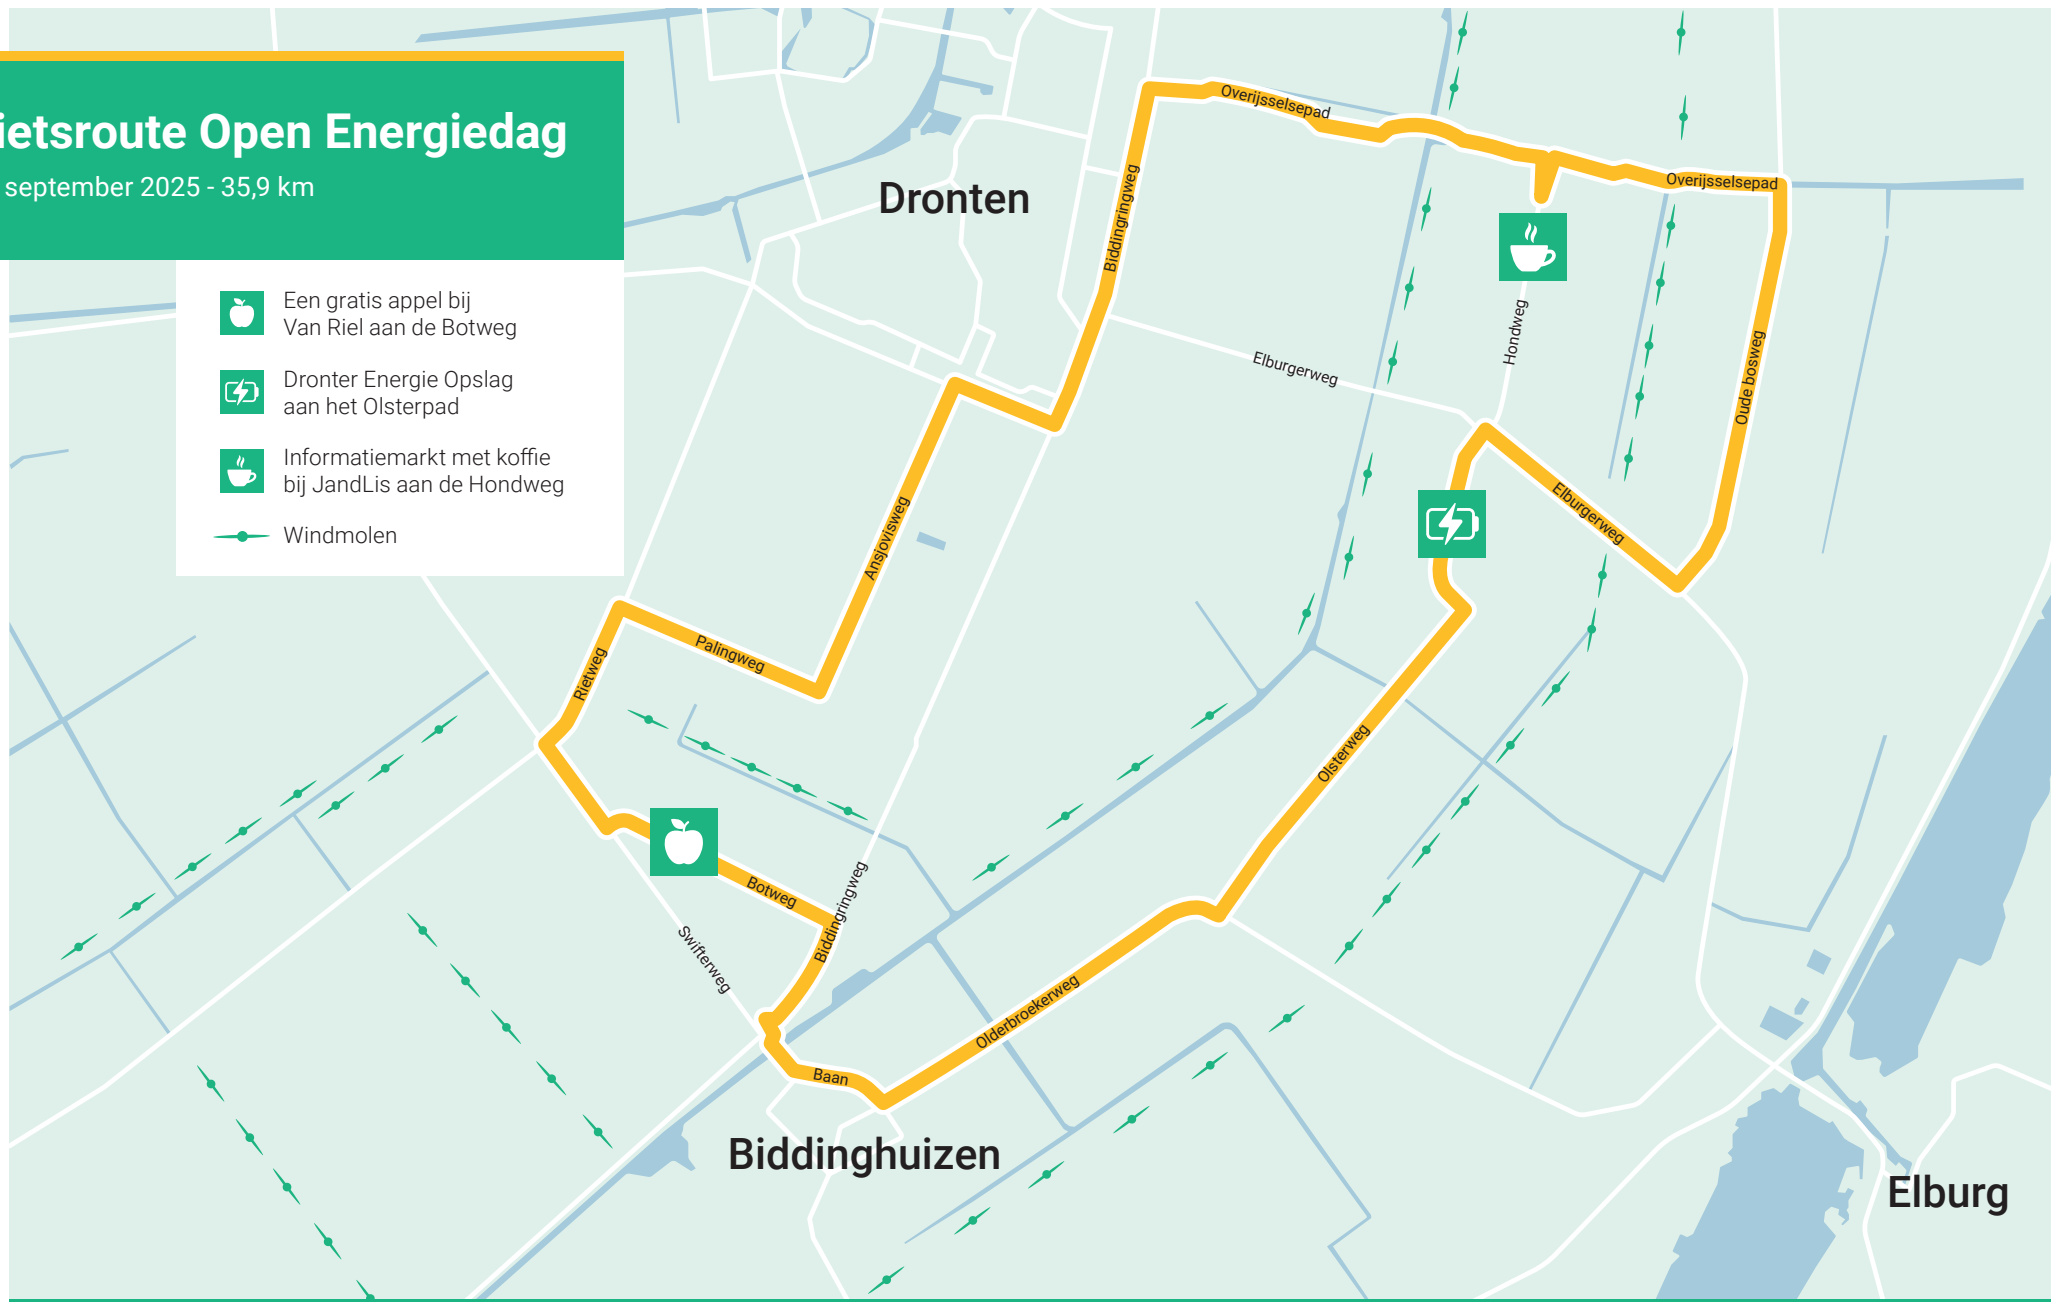 ietsroute Open Energiedag
september 2025 - 35,9 km
Een gratis appel bij
Van Riel aan de Botweg
Dronter Energie Opslag
aan het Olsterpad
Informatiemarkt met koffie
bij JandLis aan de Hondweg
Windmolen
Dronten
Overijsselsepad
Overijsselsepad
Biddingringweg
Elburgerweg
Hondweg
Oude bosweg
Elburgerweg
Ansjovisweg
Palingweg
Rietweg
Olsterweg
Botweg
Biddingringweg
Swifterweg
Olderbroekerweg
Baan
Biddinghuizen
Elburg